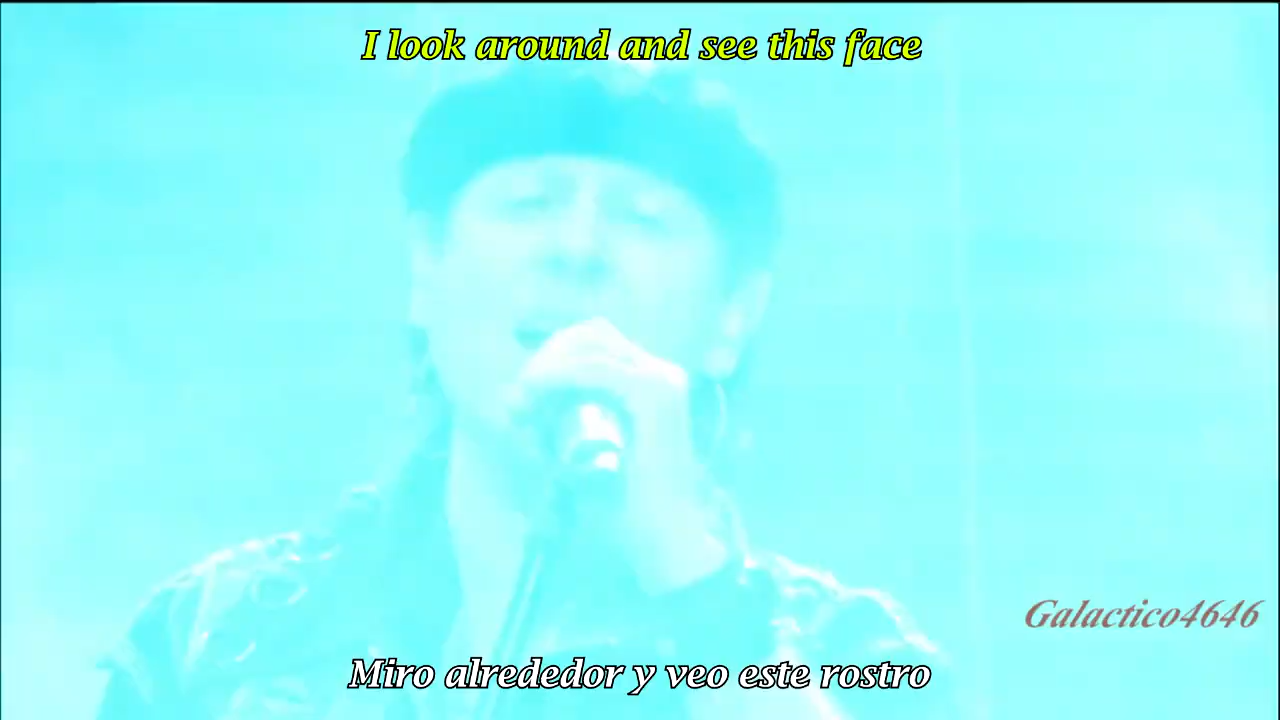 I look around and see this face
Galactico4646
Miro alrededor y veo este rostro